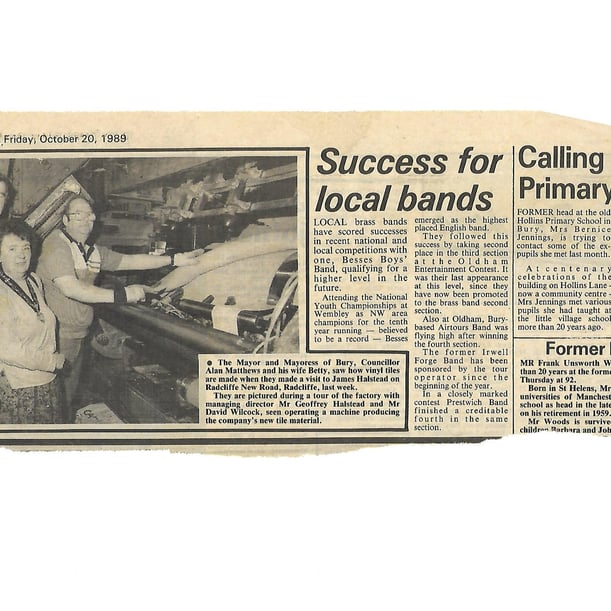 Friday, October 20, 1989
Success for
local bands
LOCAL brass bands
have scored successes
in recent national and
local competitions with
one, Besses Boys'
Band, qualifying for a
higher level in the
future.
Attending the National
Youth Championships at
Wembley as NW area
champions for the tenth
year running — believed
to be a record — Besses
emerged as the highest
placed English band.
They followed this
success by taking second
place in the third section
at the Oldham
Entertainment Contest. It
was their last appearance
at this level, since they
have now been promoted
to the brass band second
section.
Also at Oldham, Bury-
based Airtours Band was
flying high after winning
the fourth section.
The former Irwell
Forge Band has been
sponsored by the tour
operator since the
beginning of the year.
In a closely marked
contest Prestwich Band
finished a creditable
fourth in the same
section.
● The Mayor and Mayoress of Bury, Councillor
Alan Matthews and his wife Betty, saw how vinyl tiles
are made when they made a visit to James Halstead on
Radcliffe New Road, Radcliffe, last week.
They are pictured during a tour of the factory with
managing director Mr Geoffrey Halstead and Mr
David Wilcock, seen operating a machine producing
the company's new tile material.
Calling
Primary
FORMER head at the old
Hollins Primary School in
Bury, Mrs Bernice
Jennings, is trying to
contact some of the ex-
pupils she met last month.
At centenary
celebrations of the
building on Hollins Lane —
now a community centre —
Mrs Jennings met various
pupils she had taught at
the little village school
more than 20 years ago.
Former
MR Frank Unsworth W
than 20 years at the former
Thursday at 92.
Born in St Helens, Mr
universities of Manchest
school as head in the late
on his retirement in 1959.
Mr Woods is survived
children Barbara and Joh